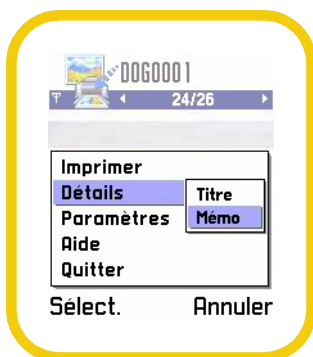 DOG0001
24/26
Imprimer
Détails
Titre
Paramètres
Mémo
Aide
Quitter
Sélect. Annuler